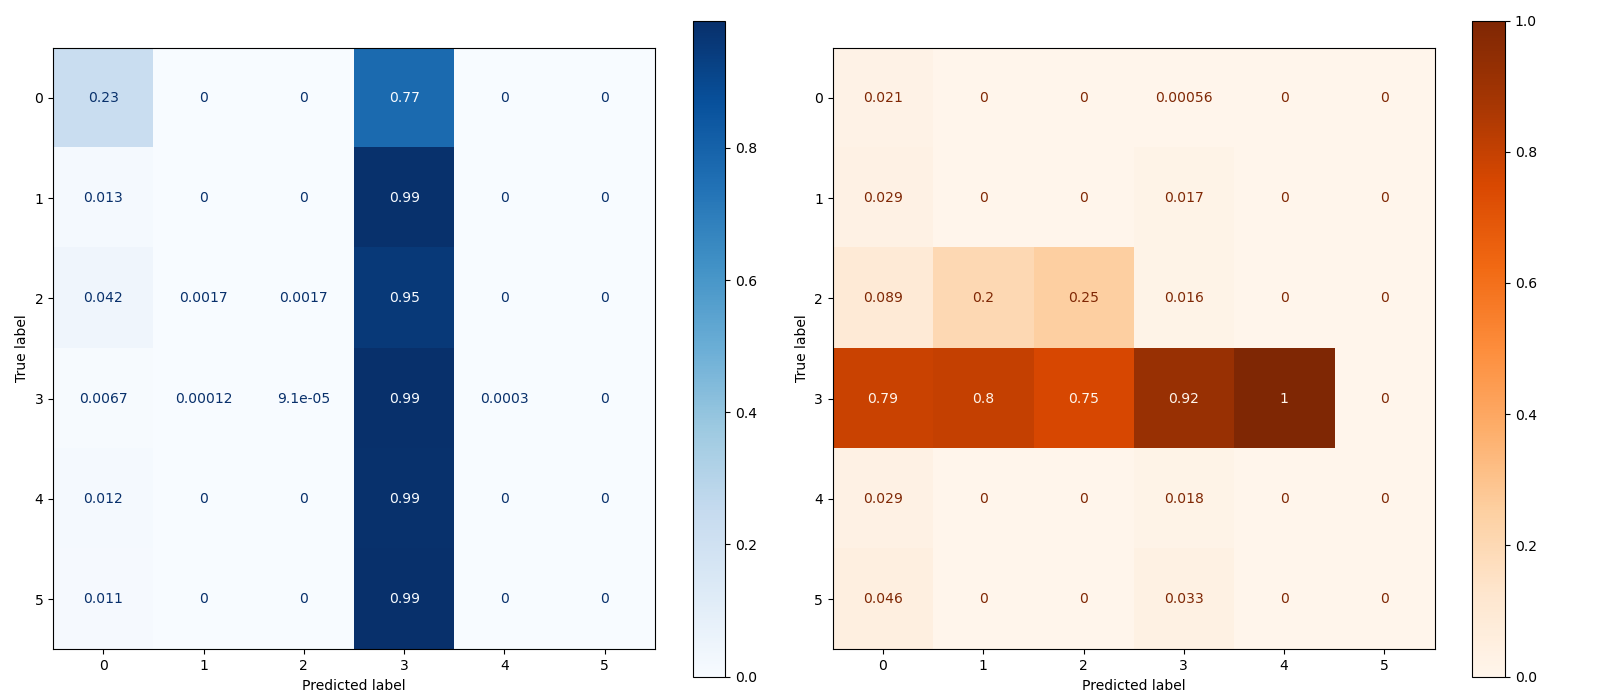 0 0.23 0 0 0.77 0 0
1 0.013 0 0 0.99 0 0
2 0.042 0.0017 0.0017 0.95 0 0
3 0.0067 0.00012 9.1e-05 0.99 0.0003 0
4 0.012 0 0 0.99 0 0
5 0.011 0 0 0.99 0 0
0 1 2 3 4 5
True label
Predicted label
0.8
0.6
0.4
0.2
0.0
0 0.021 0 0 0.00056 0 0
1 0.029 0 0 0.017 0 0
2 0.089 0.2 0.25 0.016 0 0
3 0.79 0.8 0.75 0.92 1 0
4 0.029 0 0 0.018 0 0
5 0.046 0 0 0.033 0 0
0 1 2 3 4 5
True label
Predicted label
1.0
0.8
0.6
0.4
0.2
0.0